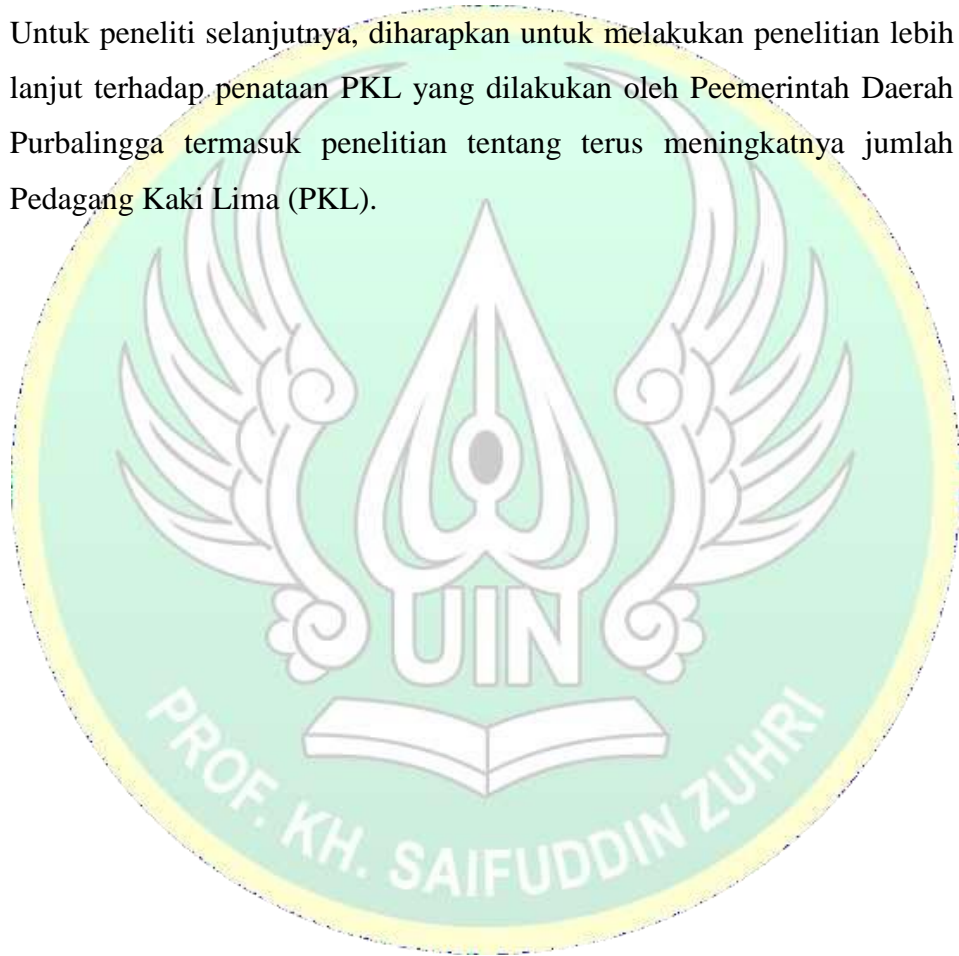 Untuk peneliti selanjutnya, diharapkan untuk melakukan penelitian lebih
lanjut terhadap penataan PKL yang dilakukan oleh Peemerintah Daerah
Purbalingga termasuk penelitian tentang terus meningkatnya jumlah
Pedagang Kaki Lima (PKL).
UIN
PROF. KH. SAIFUDDIN ZUHRI